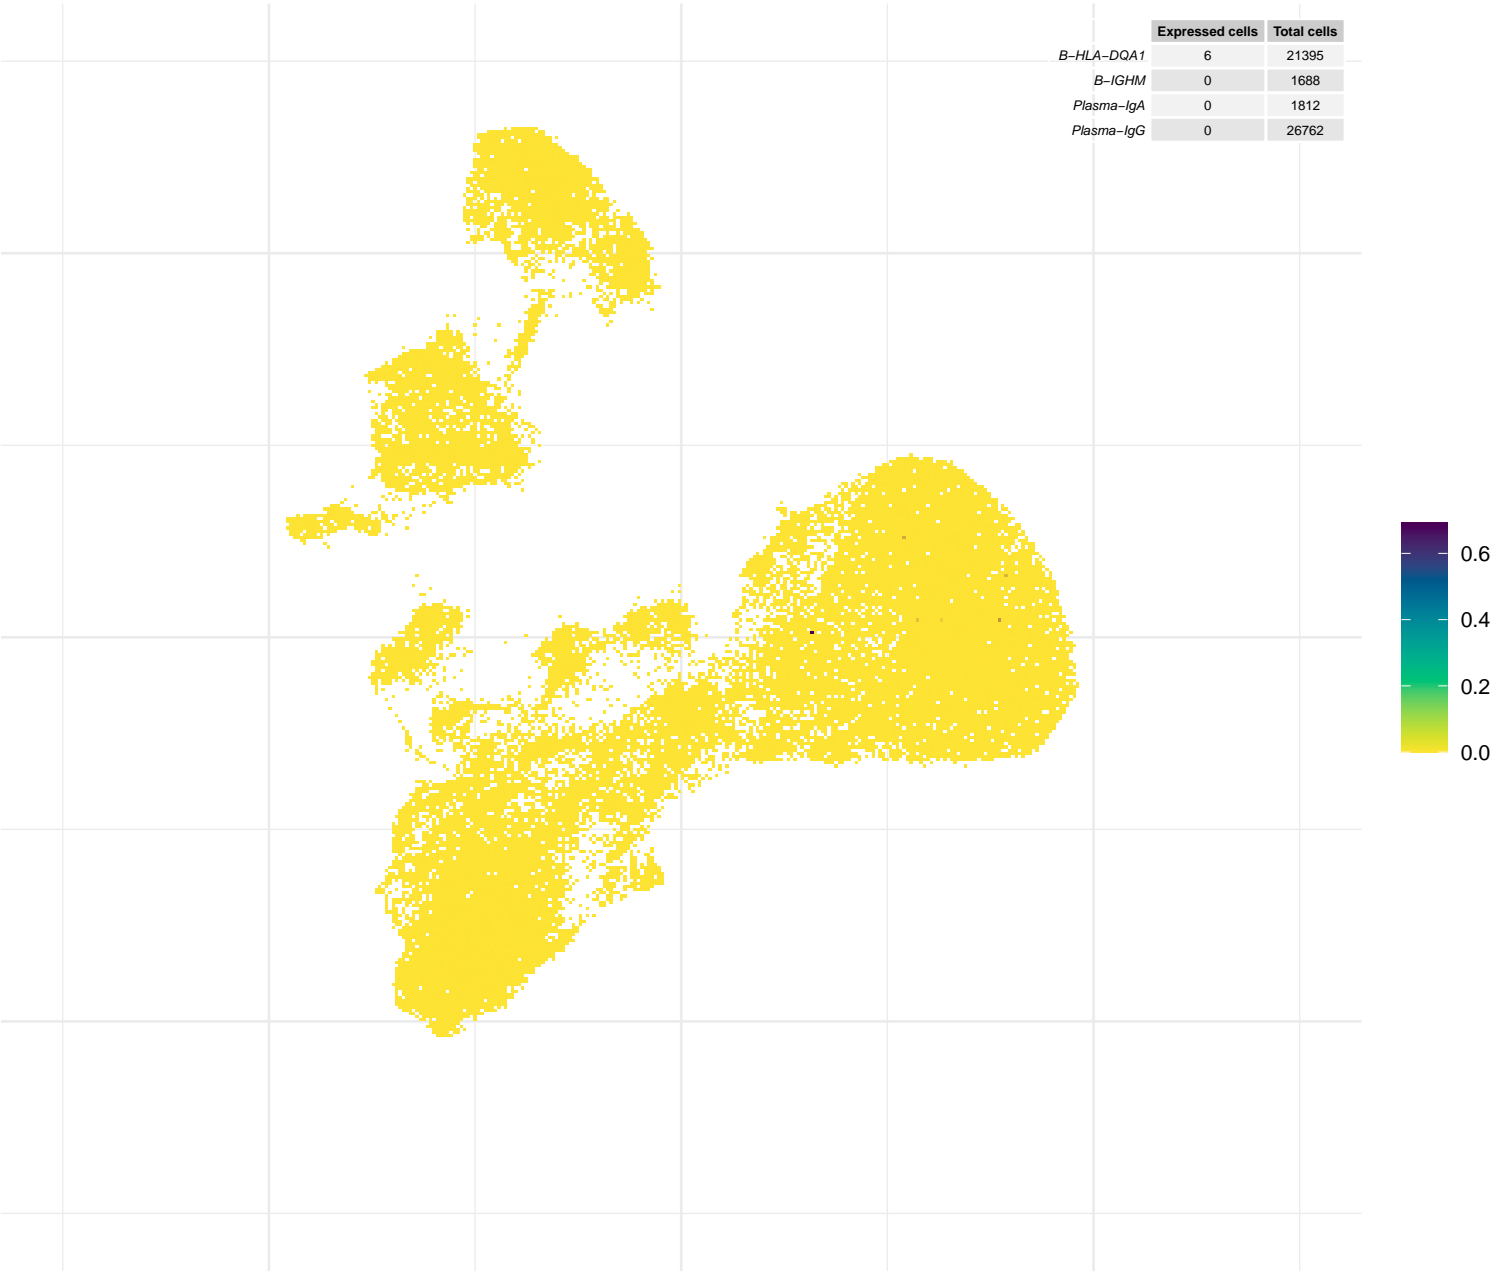 Expressed cells Total cells
B−HLA−DQA1 6 21395
B−IGHM 0 1688
Plasma−IgA 0 1812
Plasma−IgG 0 26762
0.6
0.4
0.2
0.0